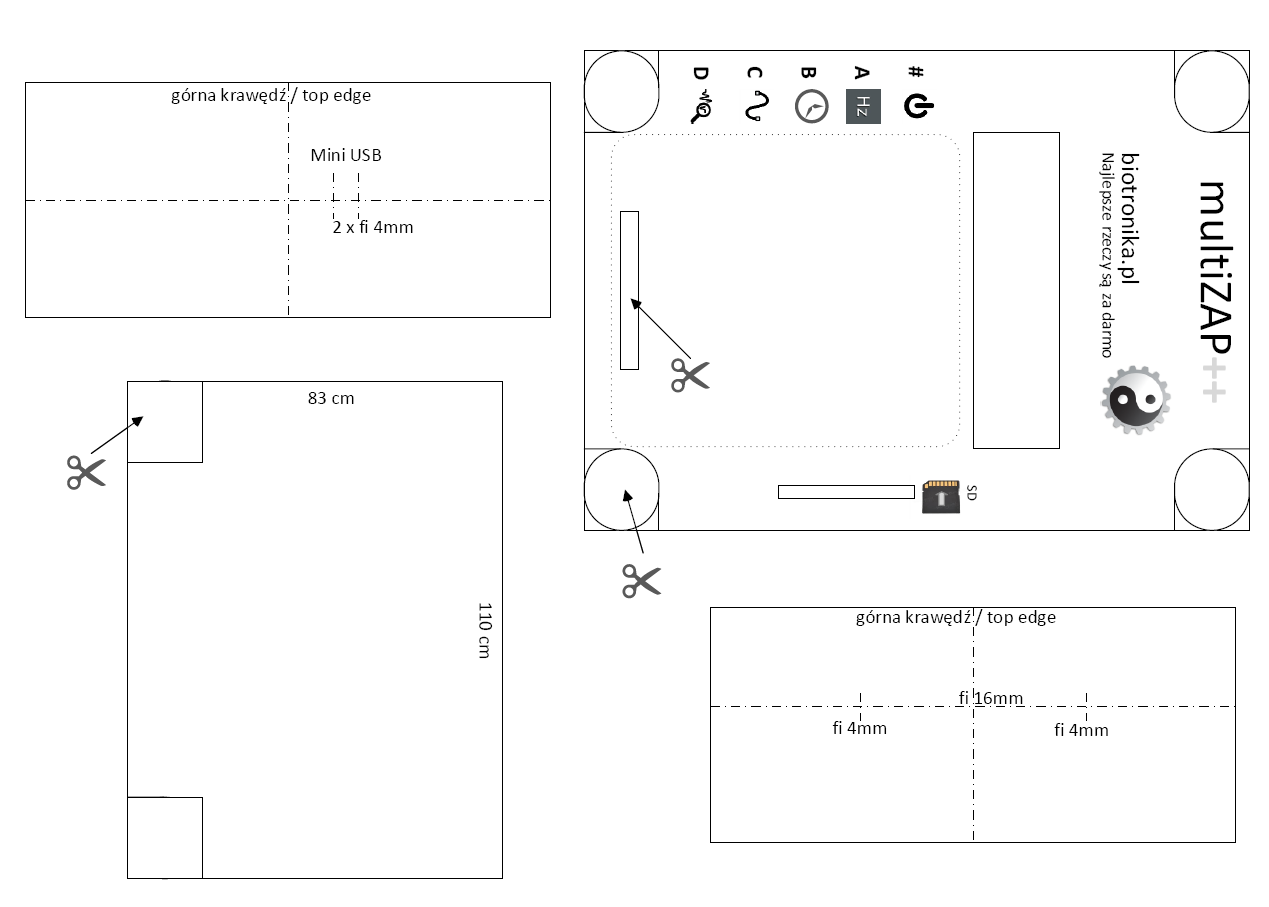 górna krawędź / top edge
Mini USB
2 x fi 4mm
83 cm
110 cm
D
C
B
A
#
Hz
biotronika.pl
Najlepsze rzeczy są za darmo
multiZAP++
SD
górna krawędź / top edge
fi 16mm
fi 4mm
fi 4mm